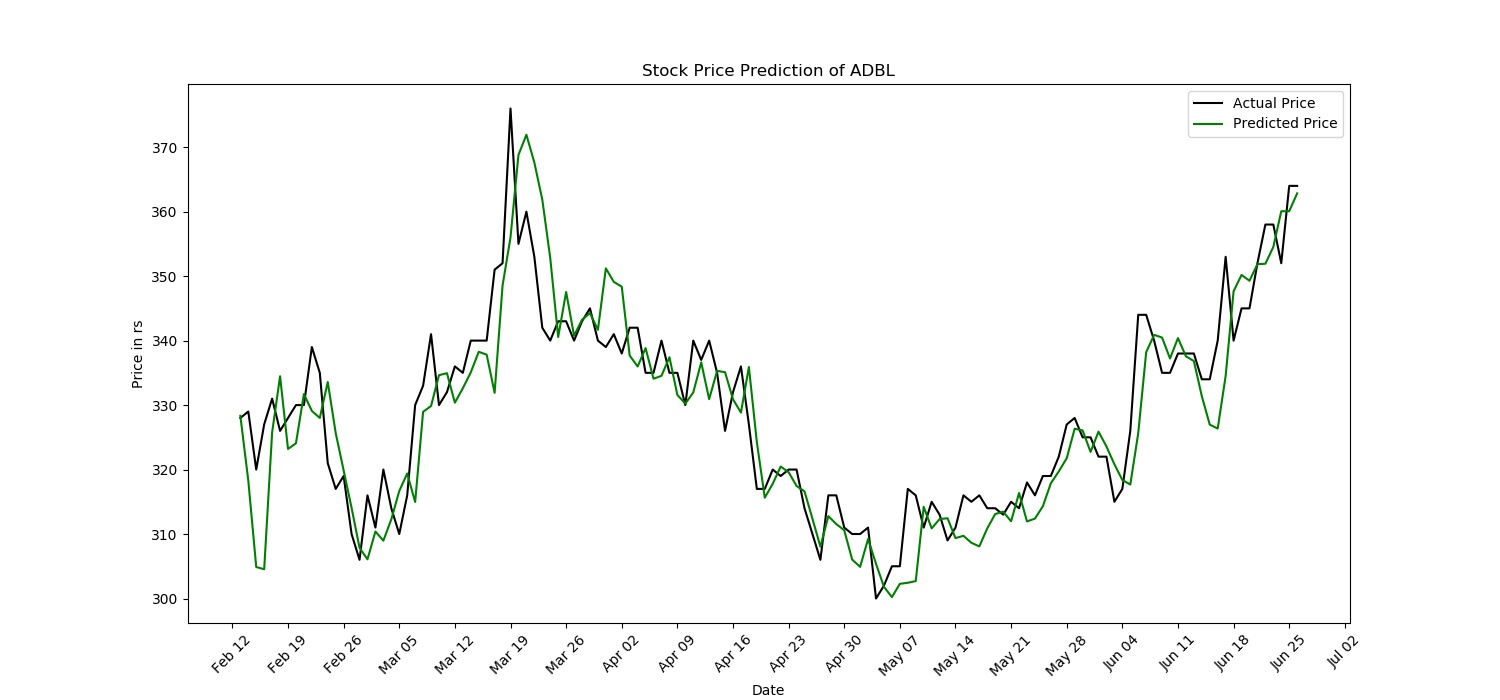 Stock Price Prediction of ADBL
Actual Price
Predicted Price
Price in rs
370
360
350
340
330
320
310
300
Feb 12
Feb 19
Feb 26
Mar 05
Mar 12
Mar 19
Mar 26
Apr 02
Apr 09
Apr 16
Apr 23
Apr 30
May 07
May 14
May 21
May 28
Jun 04
Jun 11
Jun 18
Jun 25
Jul 02
Date